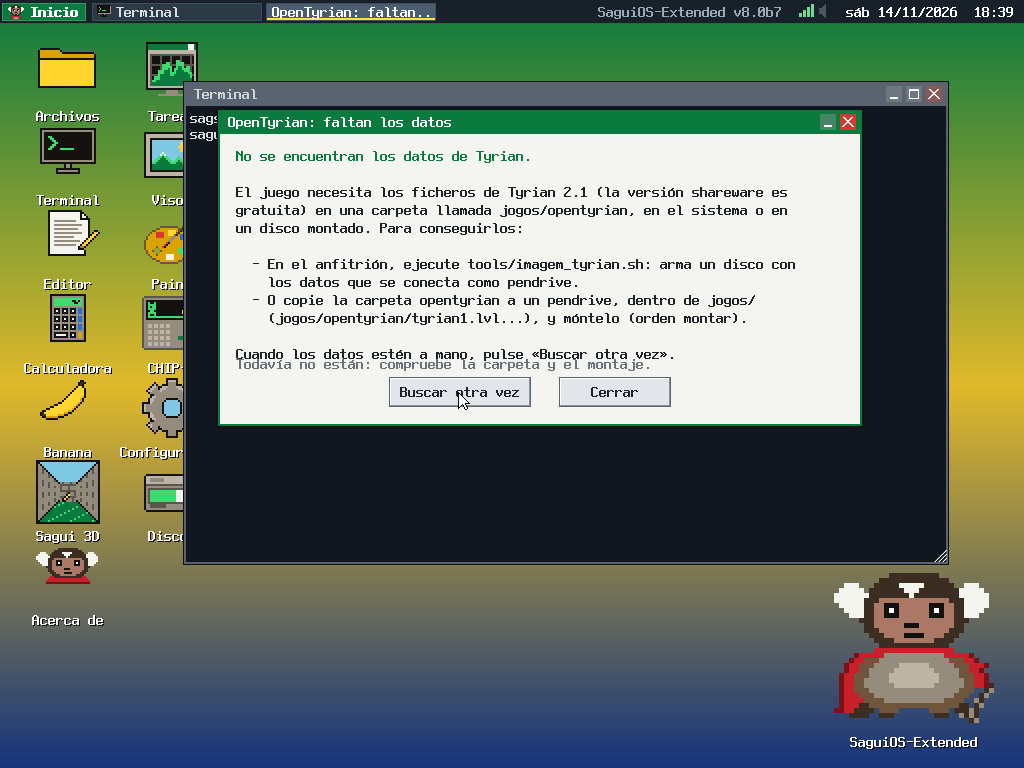 Inicio
Terminal
OpenTyrian: faltan..
SaguiOS-Extended v8.0b7
sáb 14/11/2026
18:39
Archivos
Terminal
Editor
Calculadora
Banana
Sagui 3D
Acerca de
Terminal
OpenTyrian: faltan los datos
No se encuentran los datos de Tyrian.
El juego necesita los ficheros de Tyrian 2.1 (la versión shareware es
gratuita) en una carpeta llamada jogos/opentyrian, en el sistema o en
un disco montado. Para conseguirlos:
- En el anfitrión, ejecute tools/imagem_tyrian.sh: arma un disco con
los datos que se conecta como pendrive.
- O copie la carpeta opentyrian a un pendrive, dentro de jogos/
(jogos/opentyrian/tyrian1.lvl...), y móntelo (orden montar).
Cuando los datos estén a mano, pulse «Buscar otra vez».
Todavía no están: compruebe la carpeta y el montaje.
Buscar otra vez
Cerrar
SaguiOS-Extended